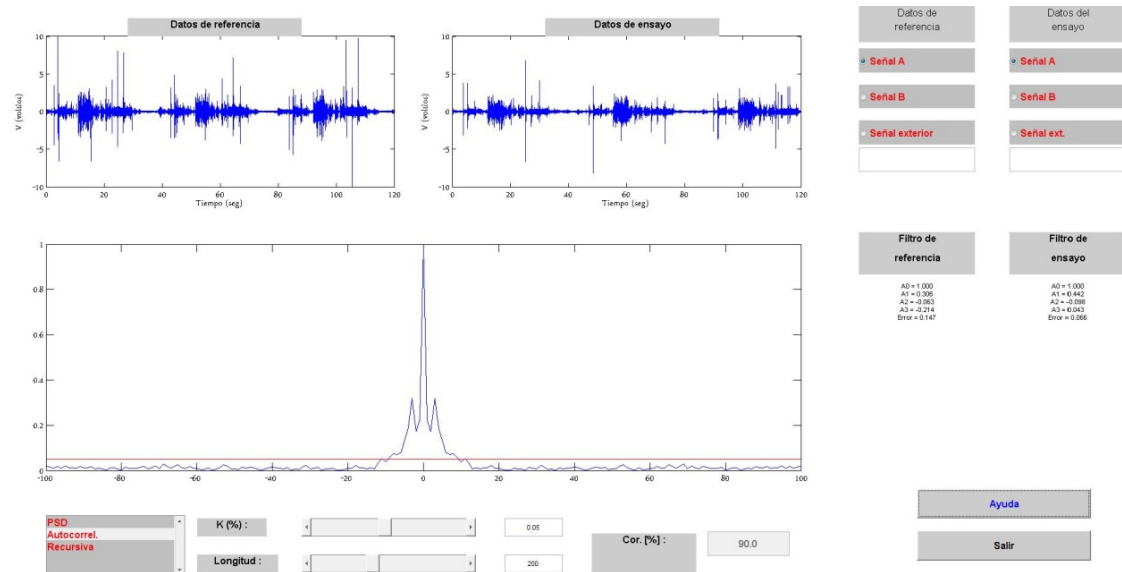 Datos de referencia
Datos de ensayo
10
5
0
-5
-10
V (voltios)
0
20
40
60
80
100
120
Tiempo (seg)
10
5
0
-5
-10
0
20
40
60
80
100
120
Tiempo (seg)
Datos de
referencia
Señal A
Señal B
Señal exterior
Datos del
ensayo
Señal A
Señal B
Señal ext.
1
0.8
0.6
0.4
0.2
0
-100
-80
-60
-40
-20
0
20
40
60
80
100
Filtro de
referencia
A0 = 1.000
A1 = 0.306
A2 = -0.063
A3 = -0.214
Error = 0.147
Filtro de
ensayo
A0 = 1.000
A1 = 0.442
A2 = -0.098
A3 = 0.043
Error = 0.066
PSD
Autocorrel.
Recursiva
K (%) :
0.05
Longitud :
200
Cor. [%] :
90.0
Ayuda
Salir